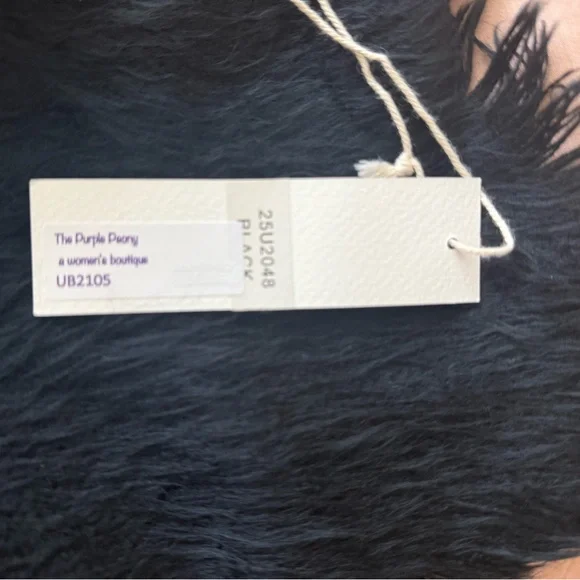 The Purple Peony
a women's boutique
UB2105
25U2048
BLACK